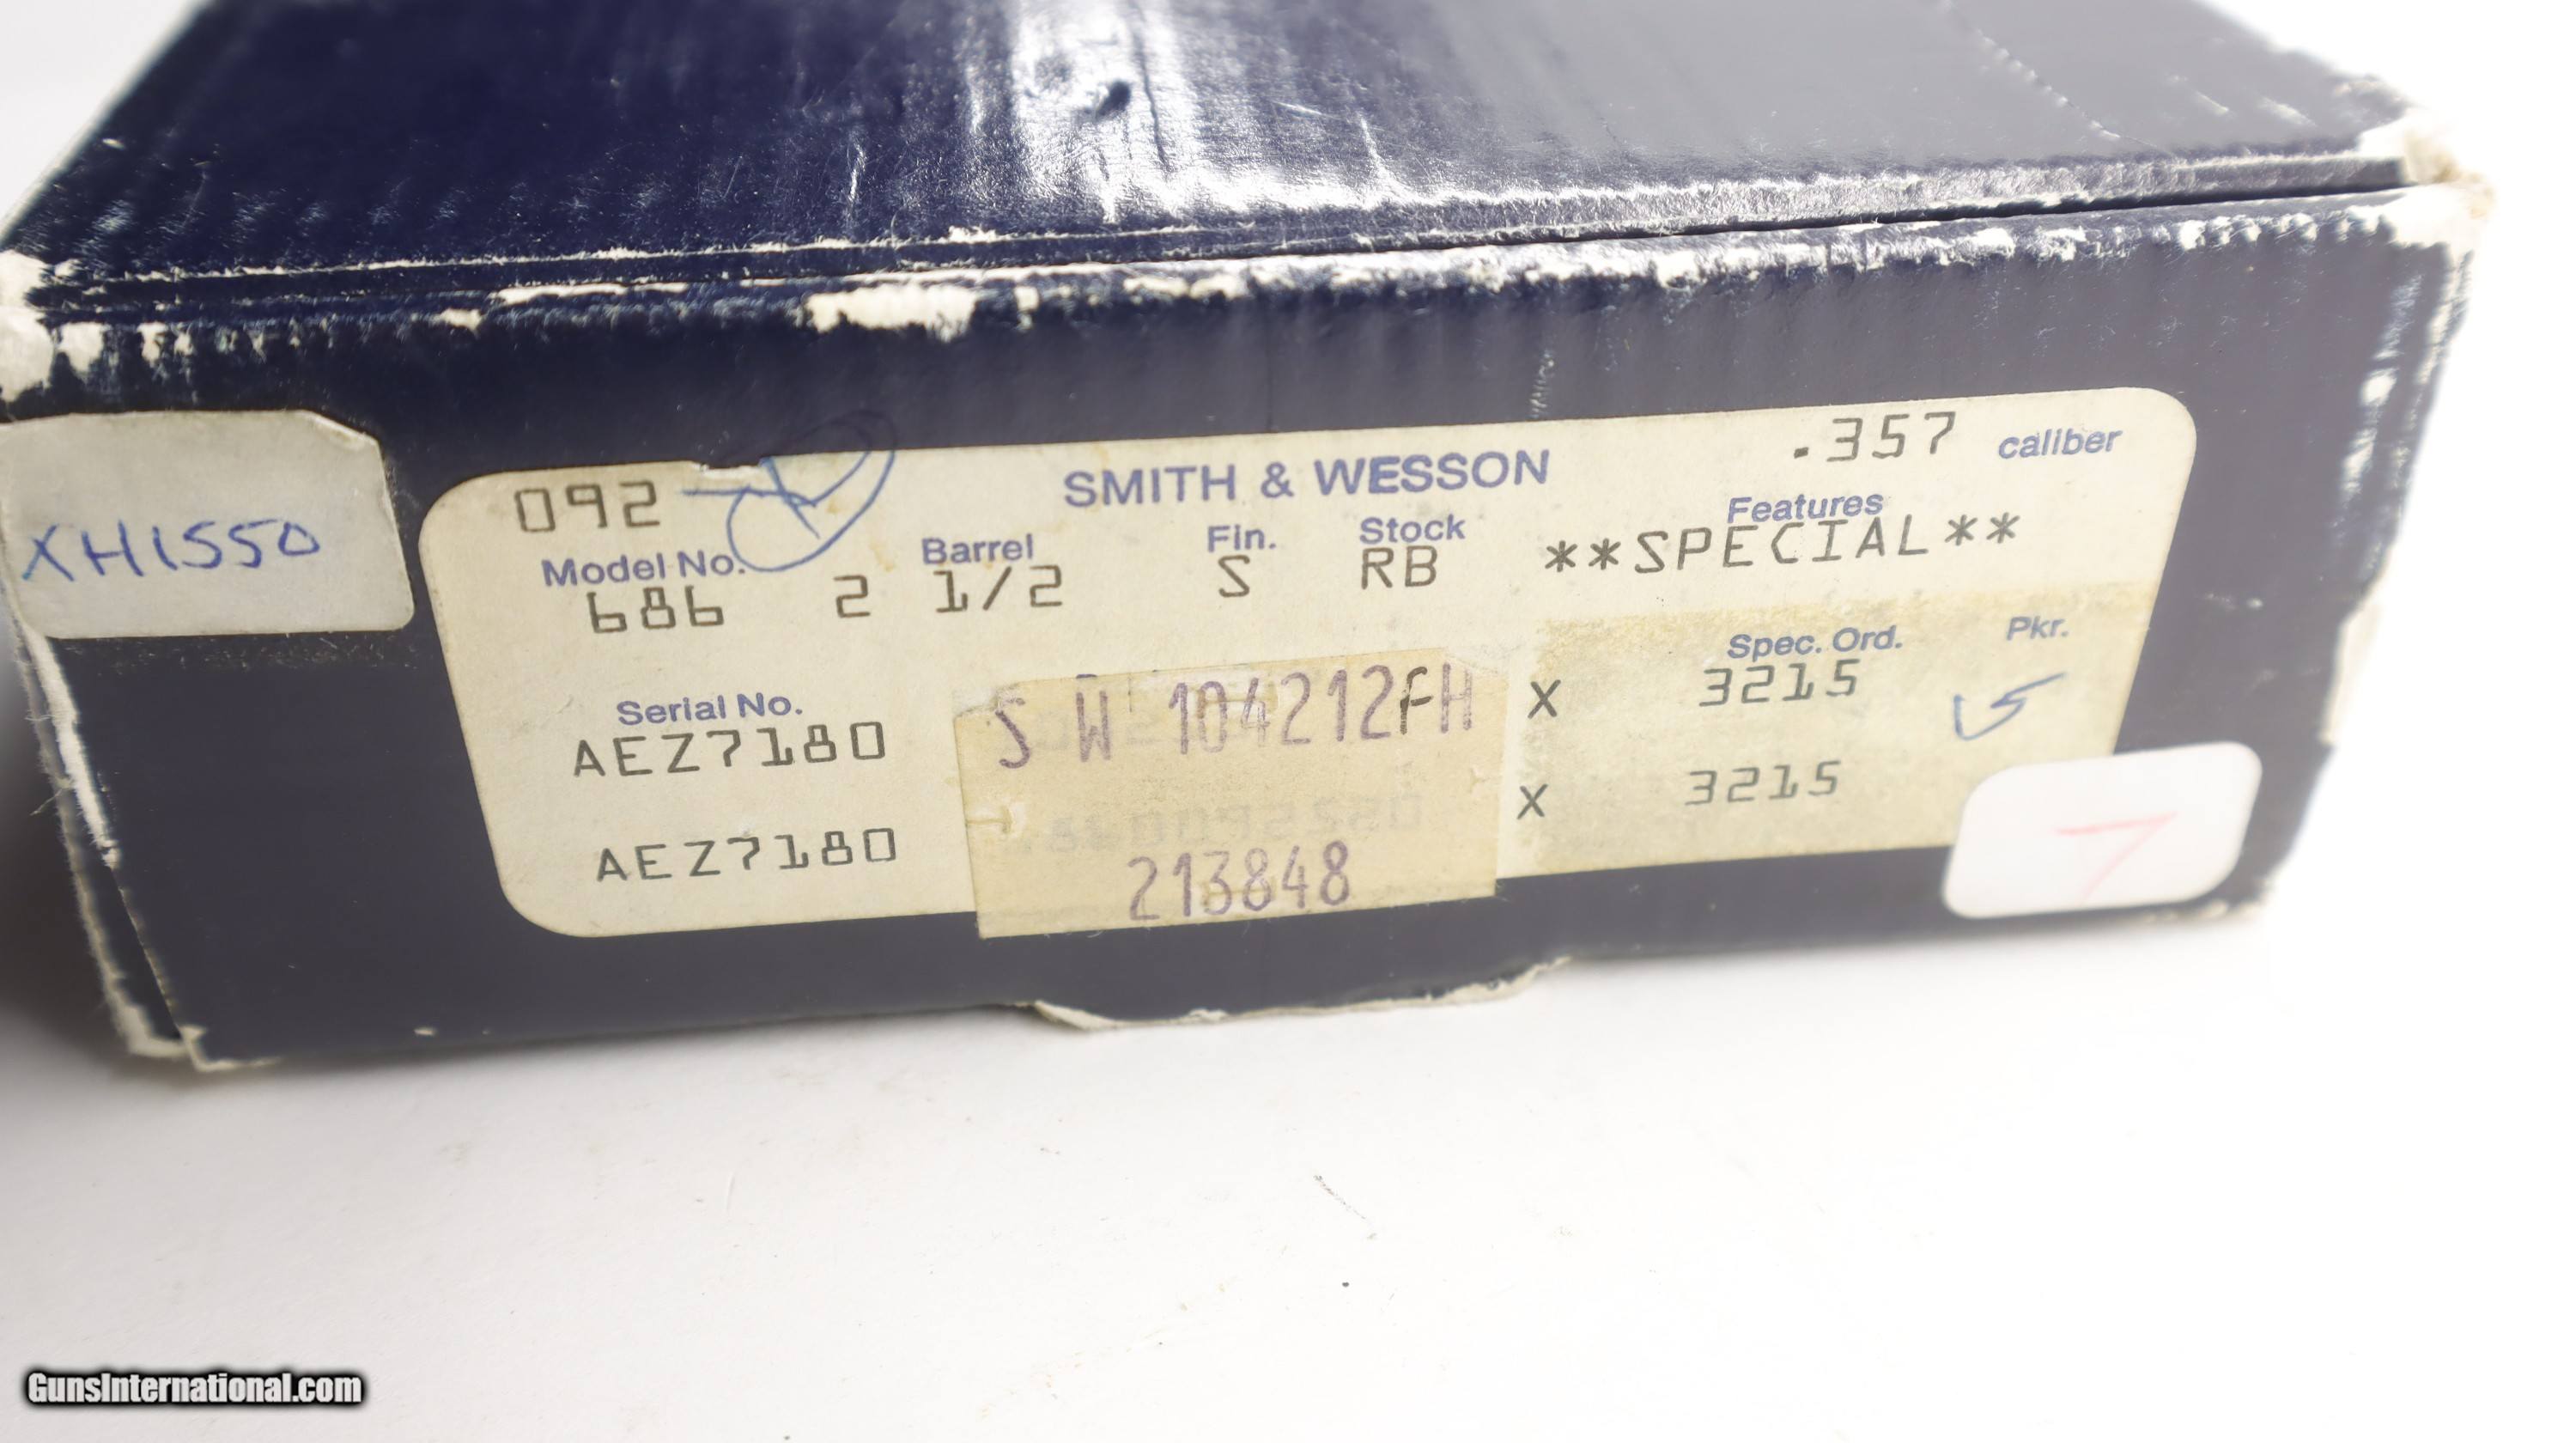 XH1550
092
SMITH & WESSON
.357 caliber
Model No. Barrel Fin. Stock Features
686 2 1/2 S RB **SPECIAL**
Serial No. Spec. Ord. Pkr.
AEZ7180 SW 104212FH X 3215
AEZ7180 X 3215
213848
7
GunsInternational.com